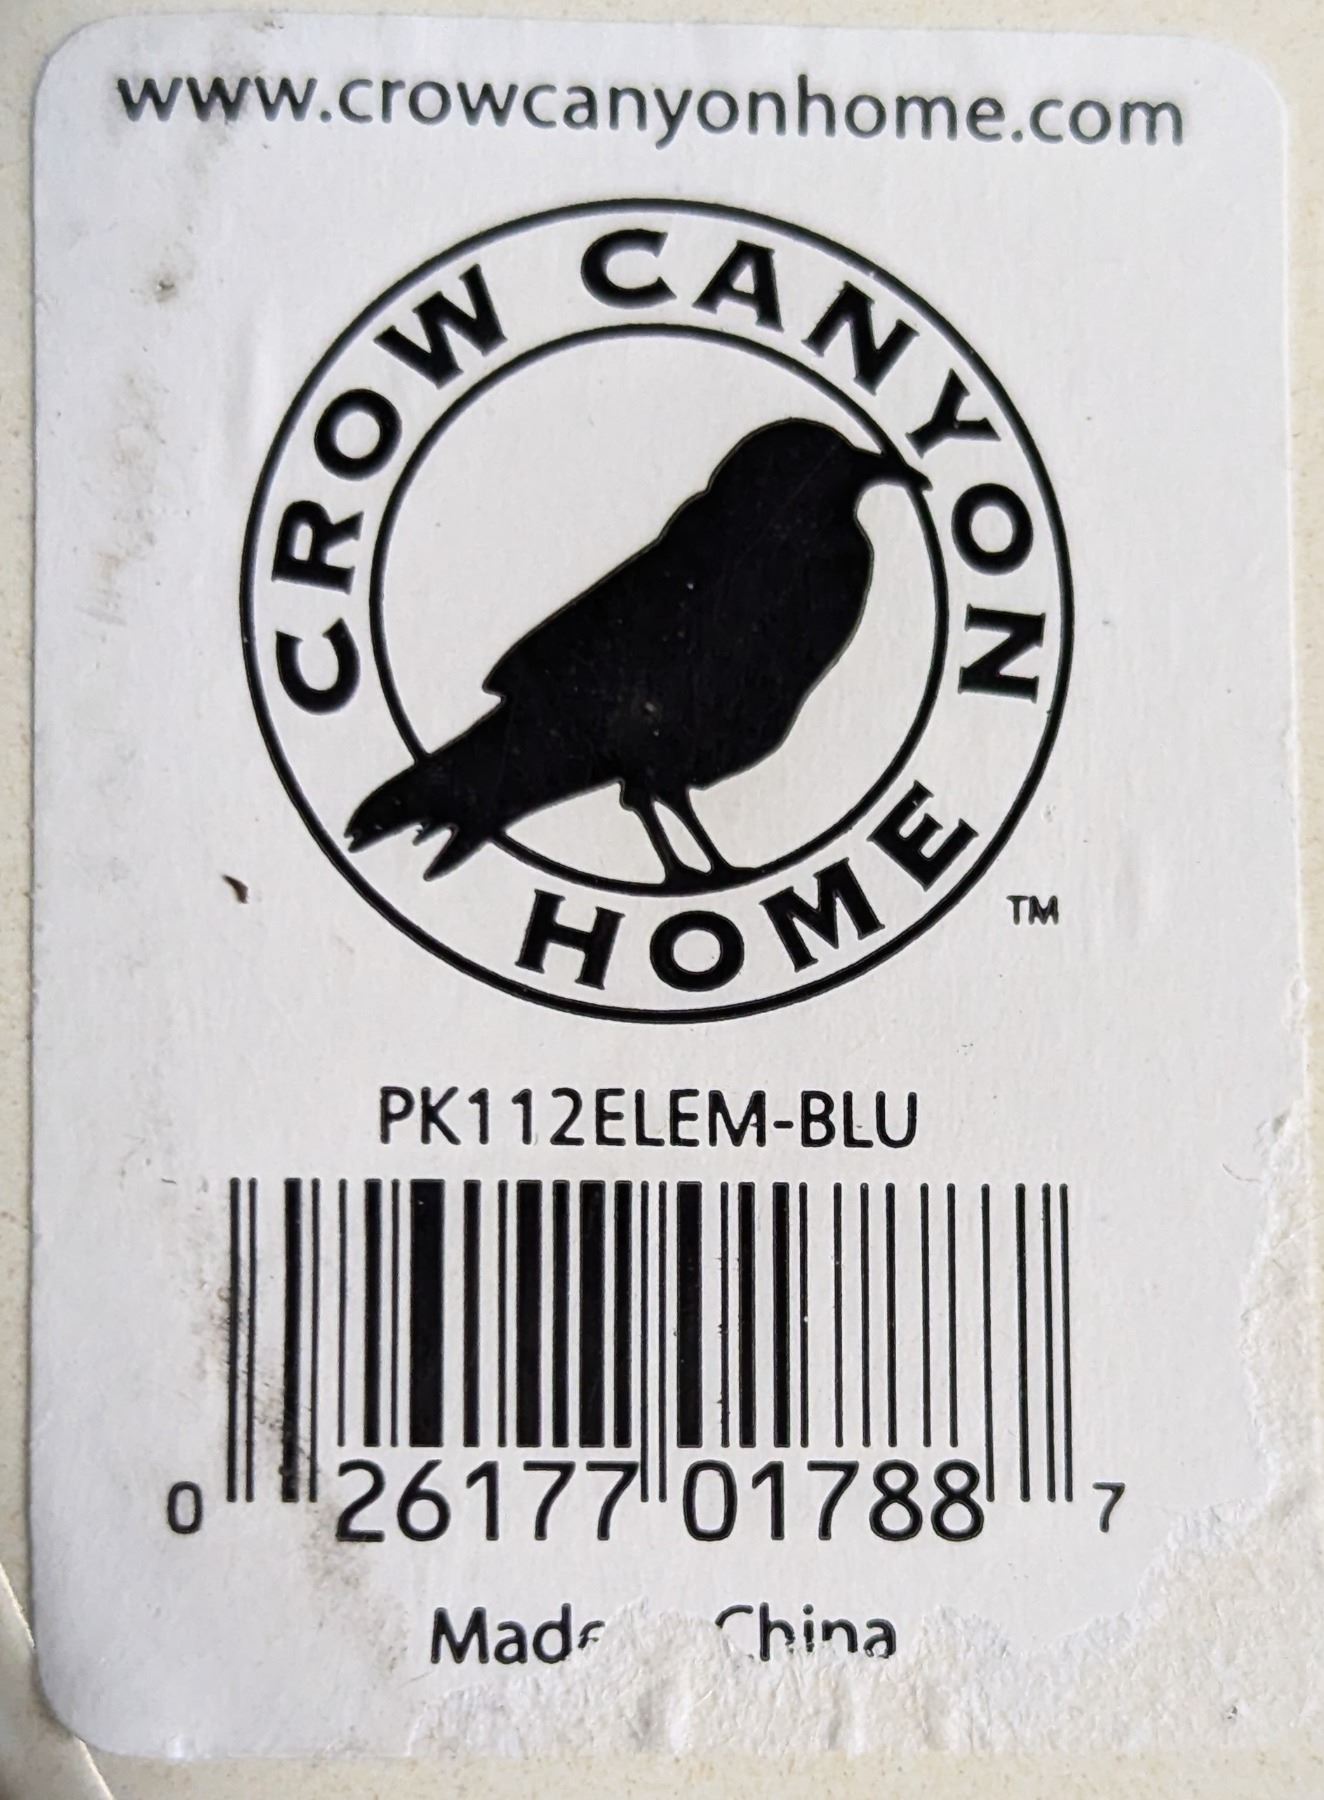 www.crowcanyonhome.com
CROW CANYON
HOME
TM
PK112ELEM-BLU
0 26177 01788 7
Made China